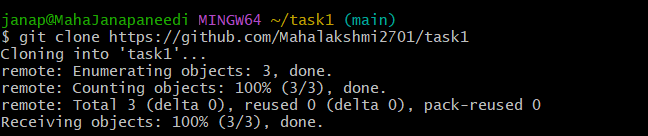 janap@MahaJanapaneedi MINGW64 ~/task1 (main)
$ git clone https://github.com/Mahalakshmi2701/task1
Cloning into 'task1'...
remote: Enumerating objects: 3, done.
remote: Counting objects: 100% (3/3), done.
remote: Total 3 (delta 0), reused 0 (delta 0), pack-reused 0
Receiving objects: 100% (3/3), done.